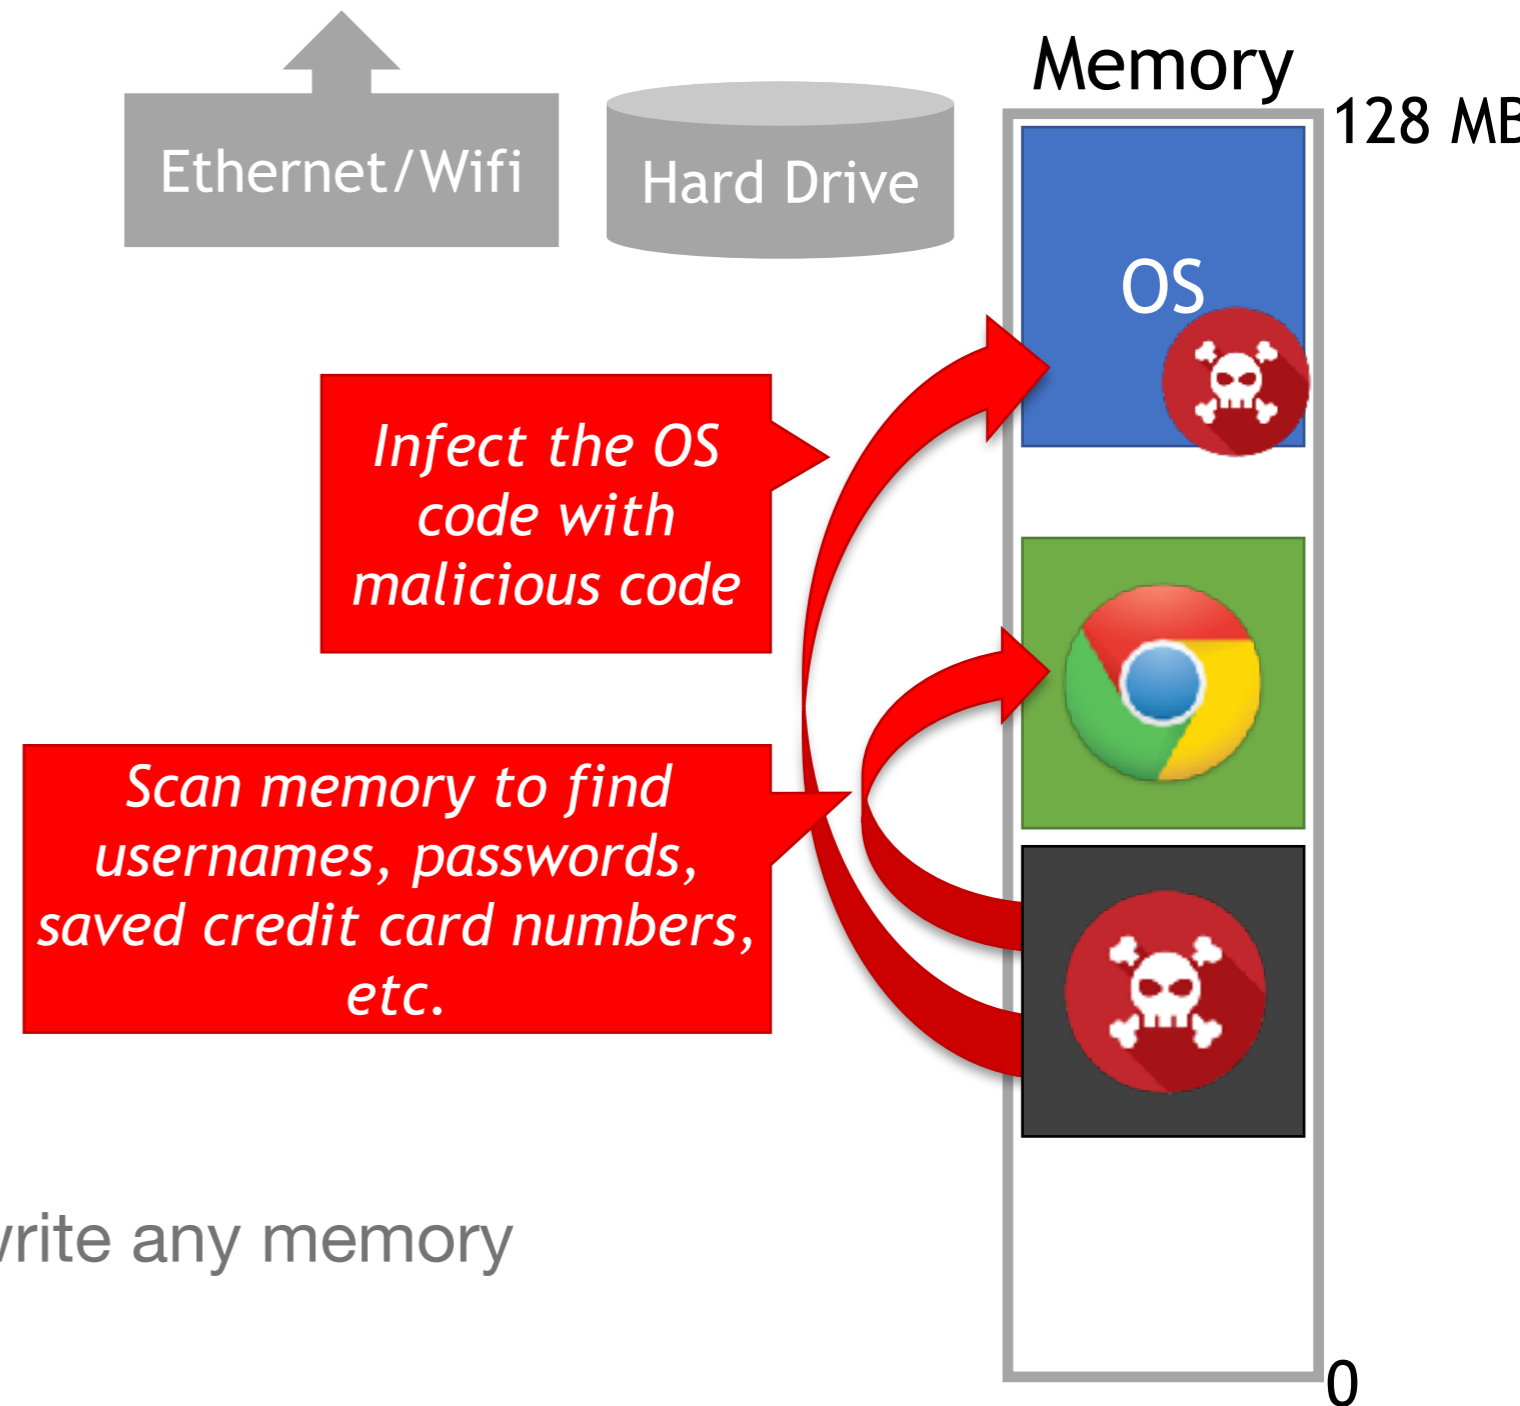 Memory
128 MB
Ethernet/Wifi
Hard Drive
OS
Infect the OS
code with
malicious code
Scan memory to find
usernames, passwords,
saved credit card numbers,
etc.
write any memory
0